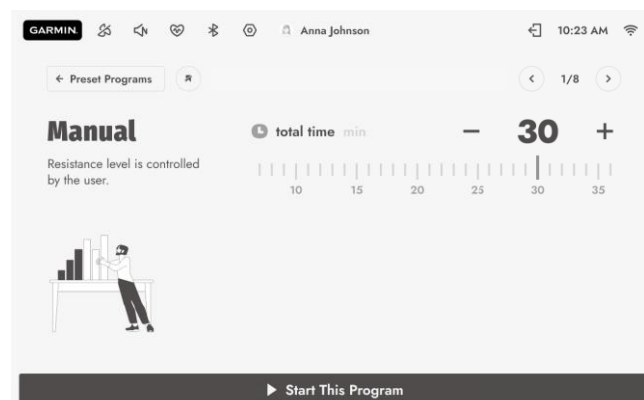 GARMIN. N Anna Johnson 10:23 AM
← Preset Programs 1/8
Manual total time min − 30 +
Resistance level is controlled
by the user.
10 15 20 25 30 35
Start This Program